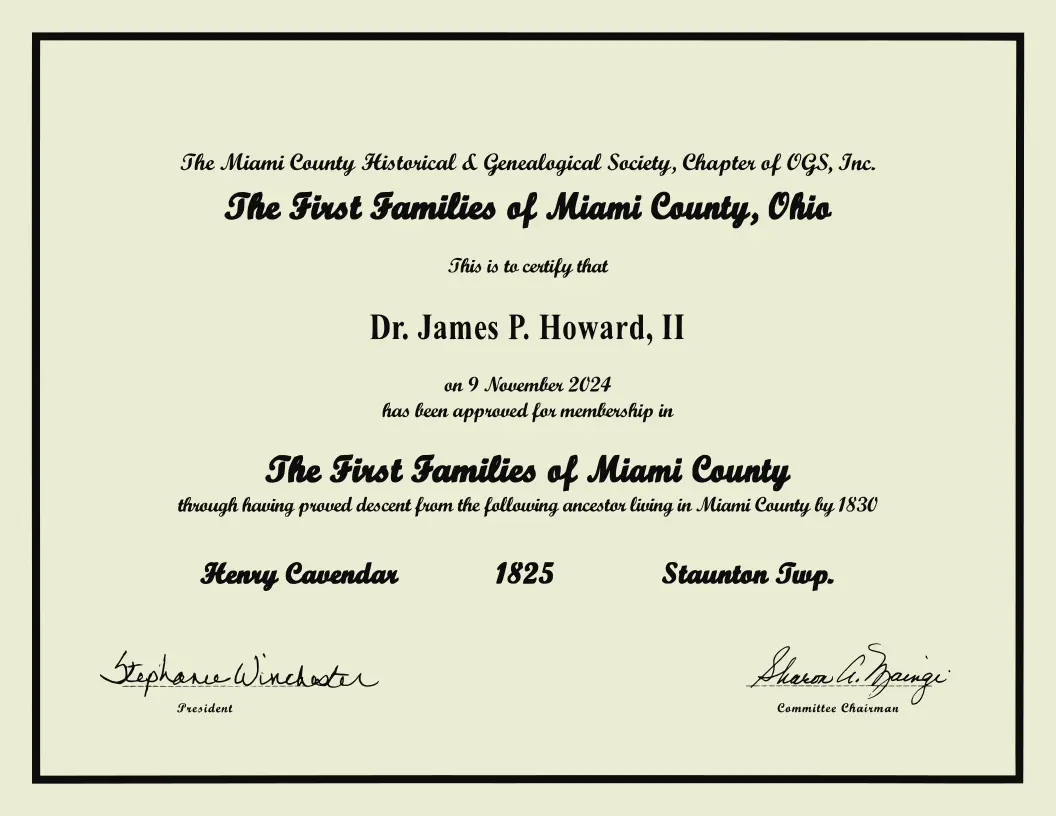 The Miami County Historical & Genealogical Society, Chapter of OGS, Inc.
The First Families of Miami County, Ohio
This is to certify that
Dr. James P. Howard, II
on 9 November 2024
has been approved for membership in
The First Families of Miami County
through having proved descent from the following ancestor living in Miami County by 1830
Henry Cavendar 1825 Staunton Twp.
Stephanie Winchester
Sharon A.
President
Committee Chairman